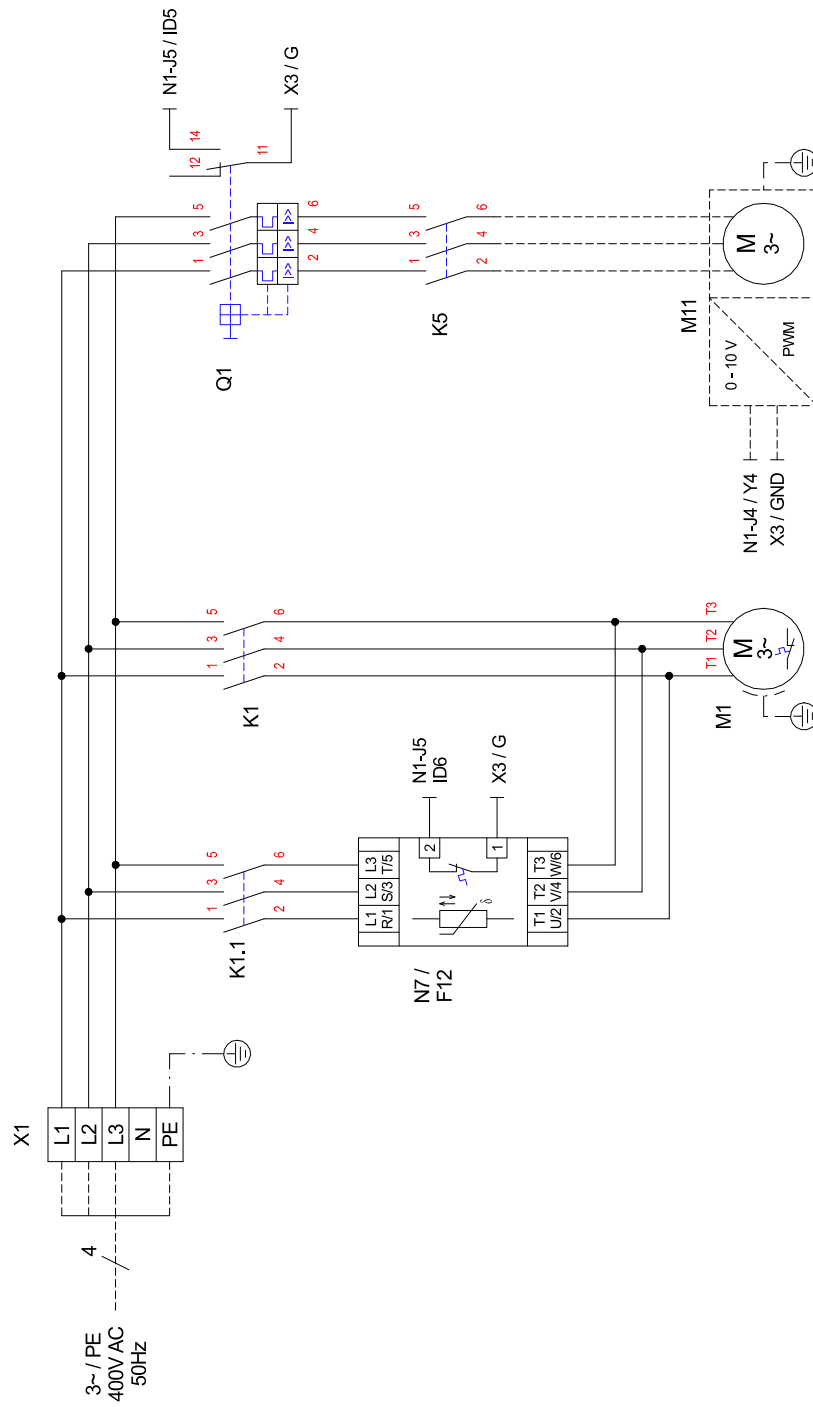 3~ / PE
400V AC
50Hz
4
X1
L1
L2
L3
N
PE
K1.1
1
3
5
2
4
6
N7 /
F12
L1
R/1
L2
S/3
L3
T/5
δ
2
1
N1-J5
ID6
X3 / G
T1
U/2
T2
V/4
T3
W/6
K1
1
3
5
2
4
6
T1
T2
T3
M1
M
3~
Q1
1
3
5
I>>
I>>
I>>
2
4
6
12
14
11
N1-J5 / ID5
X3 / G
K5
1
3
5
2
4
6
M11
0 - 10 V
PWM
N1-J4 / Y4
X3 / GND
M
3~